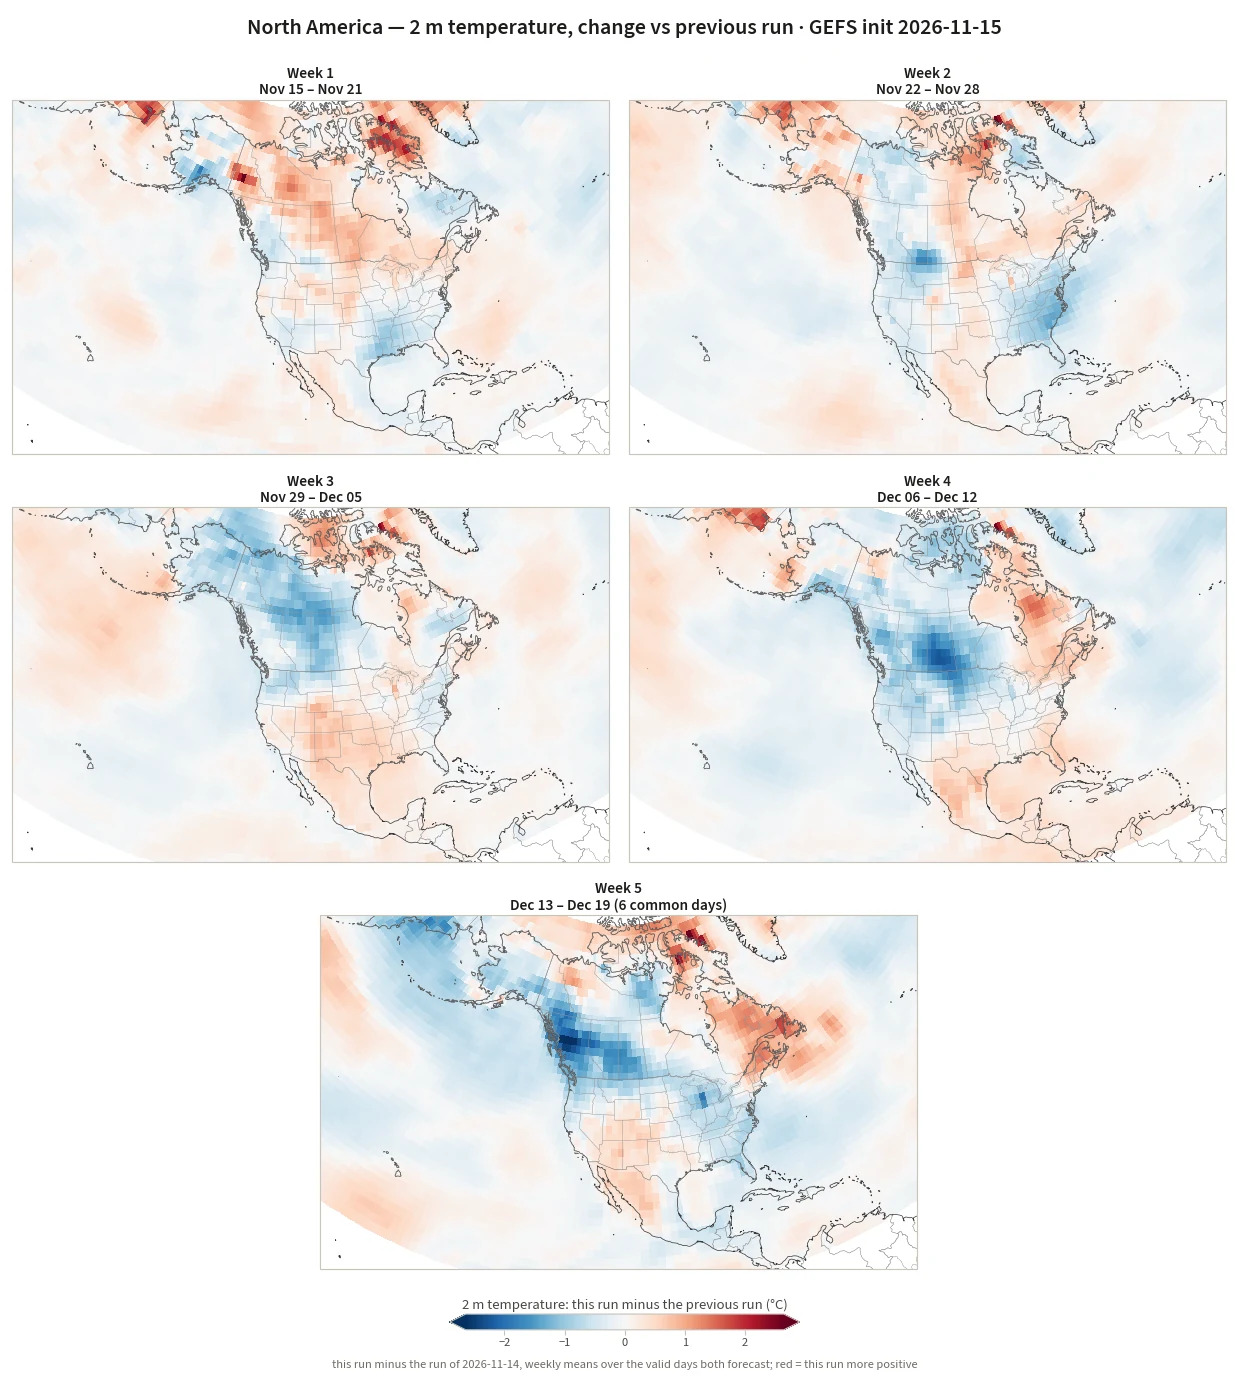 North America — 2 m temperature, change vs previous run · GEFS init 2026-11-15
Week 1
Nov 15 – Nov 21
Week 2
Nov 22 – Nov 28
Week 3
Nov 29 – Dec 05
Week 4
Dec 06 – Dec 12
Week 5
Dec 13 – Dec 19 (6 common days)
2 m temperature: this run minus the previous run (°C)
−2 −1 0 1 2
this run minus the run of 2026-11-14, weekly means over the valid days both forecast; red = this run more positive